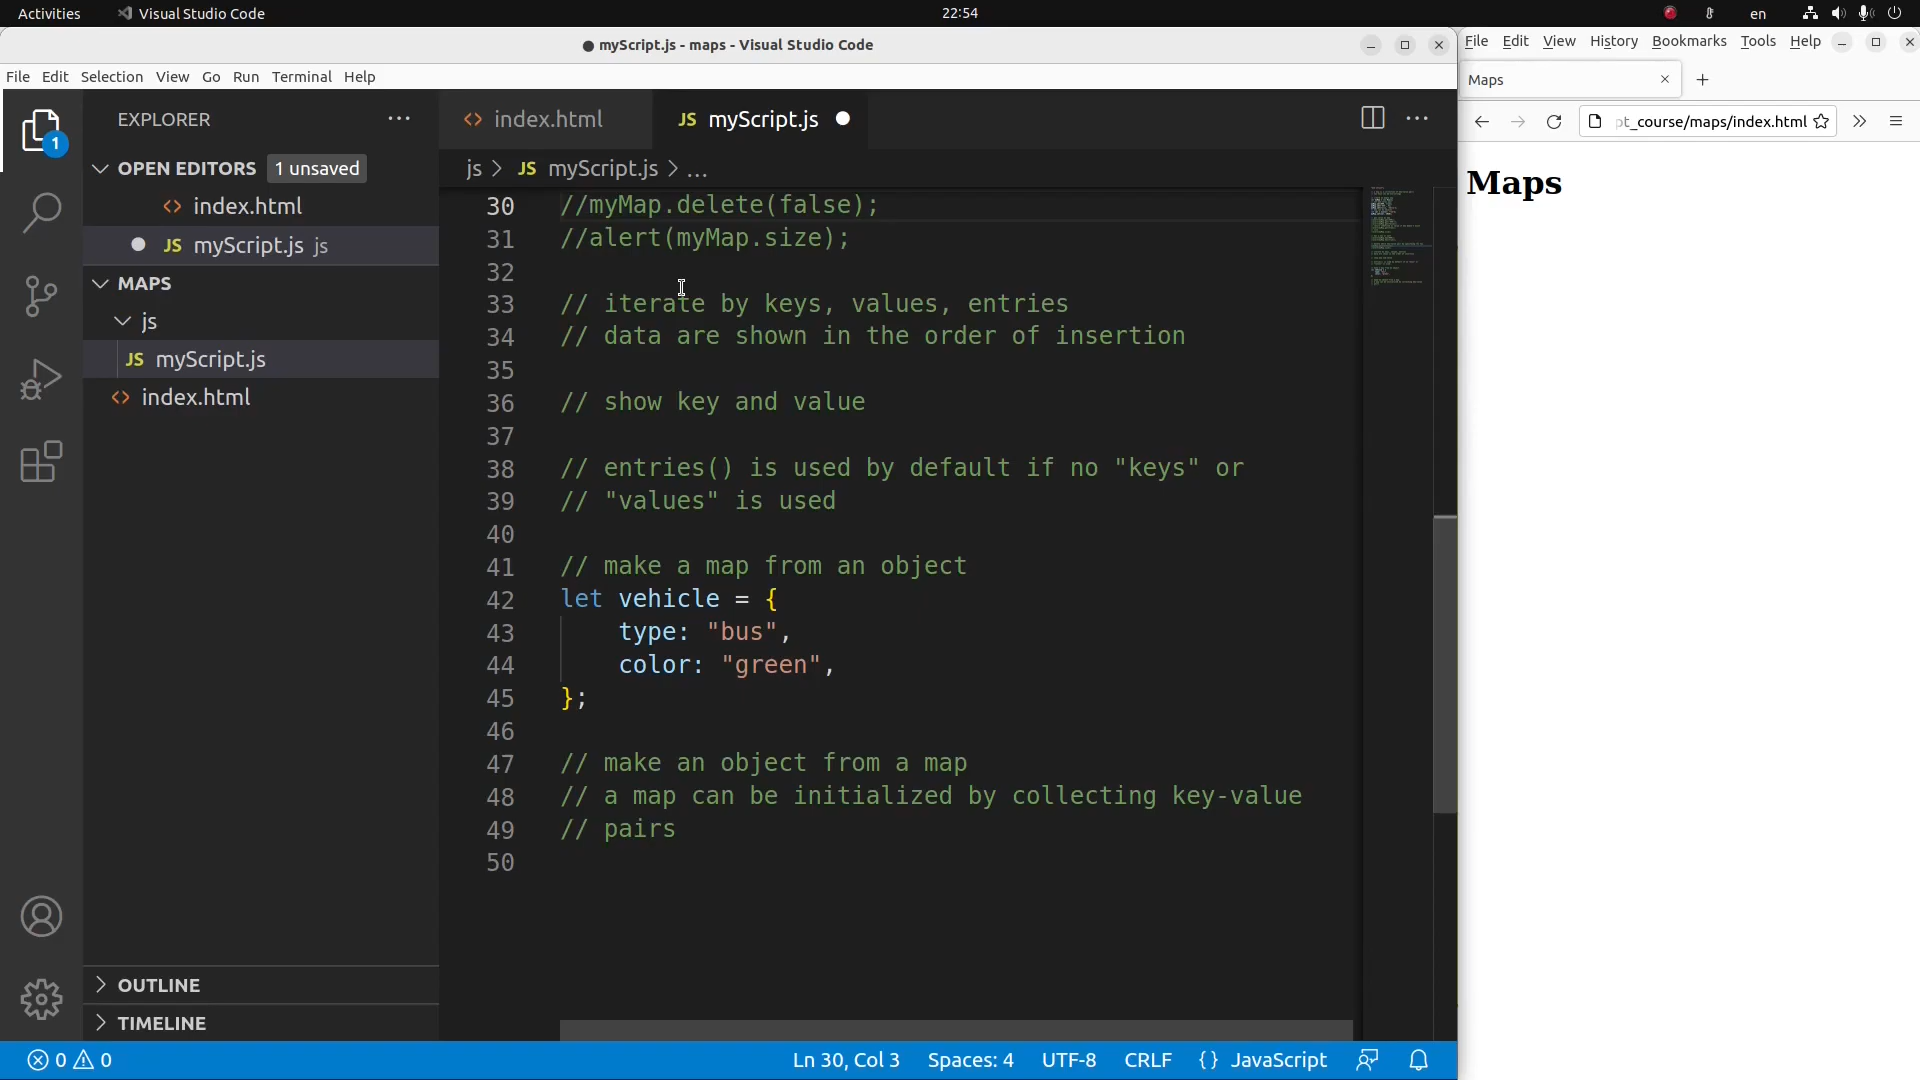 Activities
Visual Studio Code
22:54
en
myScript.js - maps - Visual Studio Code
File Edit Selection View Go Run Terminal Help
File Edit View History Bookmarks Tools Help
Maps
pt_course/maps/index.html
Maps
1
EXPLORER
OPEN EDITORS
1 unsaved
index.html
myScript.js js
MAPS
js
myScript.js
index.html
OUTLINE
TIMELINE
index.html
JS myScript.js
js > JS myScript.js > ...
30 //myMap.delete(false);
31 //alert(myMap.size);
32
33 // iterate by keys, values, entries
34 // data are shown in the order of insertion
35
36 // show key and value
37
38 // entries() is used by default if no "keys" or
39 // "values" is used
40
41 // make a map from an object
42 let vehicle = {
43 type: "bus",
44 color: "green",
45 };
46
47 // make an object from a map
48 // a map can be initialized by collecting key-value
49 // pairs
50
0 0
Ln 30, Col 3 Spaces: 4 UTF-8 CRLF {} JavaScript